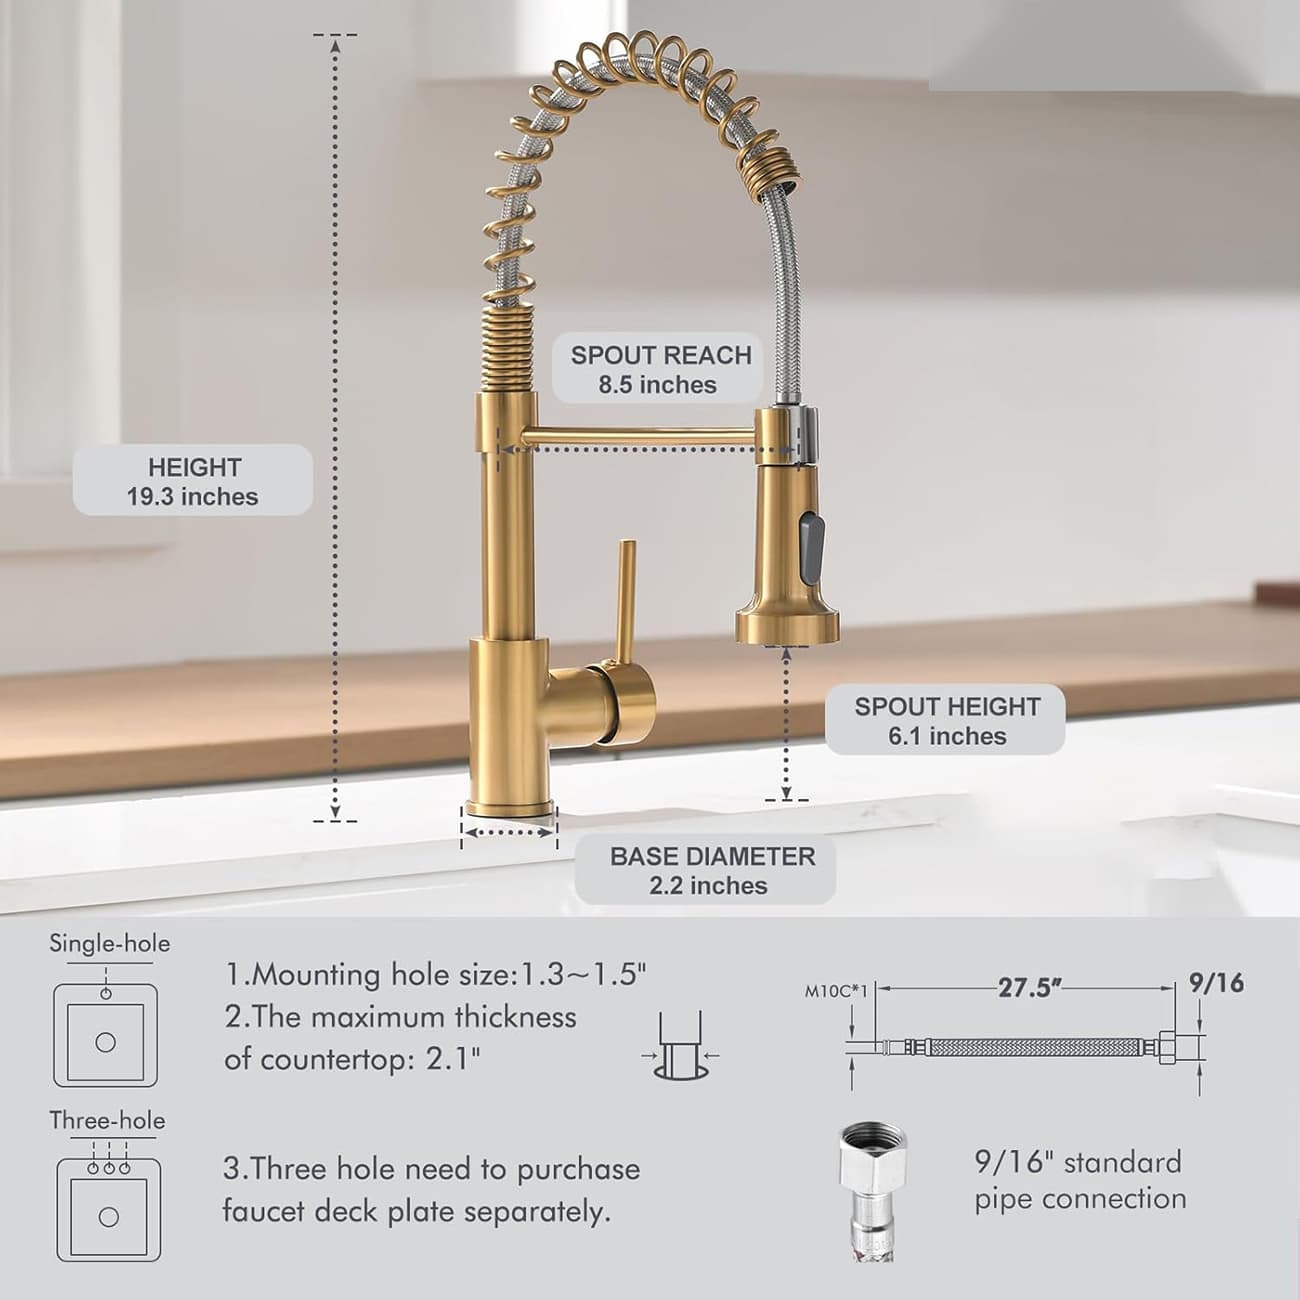 SPOUT REACH
8.5 inches
HEIGHT
19.3 inches
SPOUT HEIGHT
6.1 inches
BASE DIAMETER
2.2 inches
Single-hole
1.Mounting hole size:1.3~1.5"
2.The maximum thickness
of countertop: 2.1"
Three-hole
3.Three hole need to purchase
faucet deck plate separately.
M10C*1
27.5"
9/16
9/16" standard
pipe connection